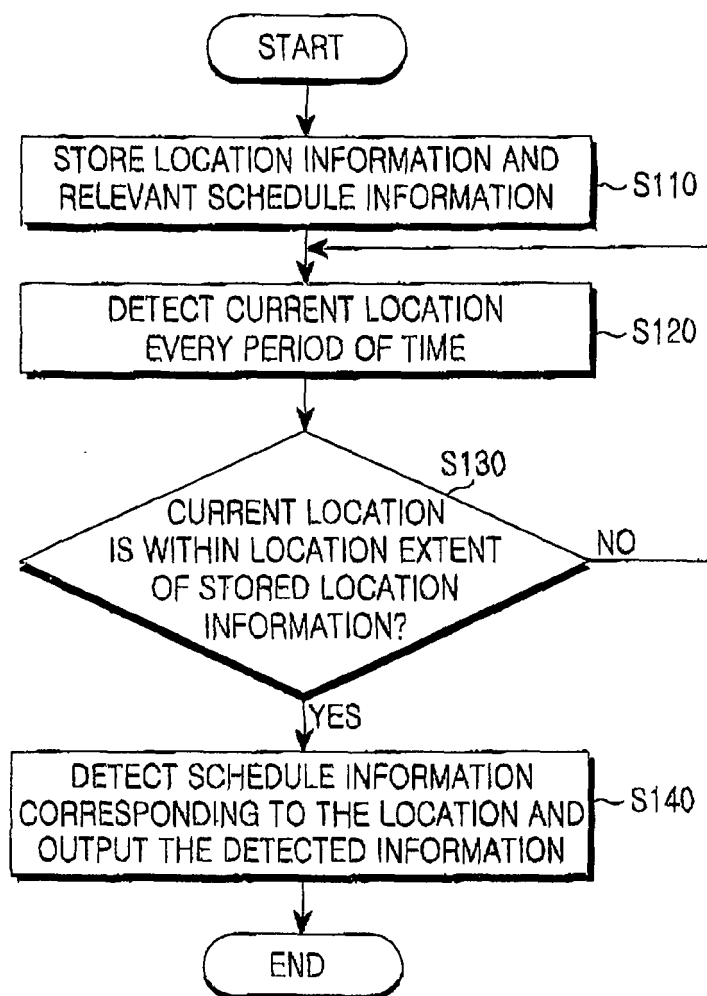 START
STORE LOCATION INFORMATION AND
RELEVANT SCHEDULE INFORMATION
S110
DETECT CURRENT LOCATION
EVERY PERIOD OF TIME
S120
S130
CURRENT LOCATION
IS WITHIN LOCATION EXTENT
OF STORED LOCATION
INFORMATION?
NO
YES
DETECT SCHEDULE INFORMATION
CORRESPONDING TO THE LOCATION AND
OUTPUT THE DETECTED INFORMATION
S140
END